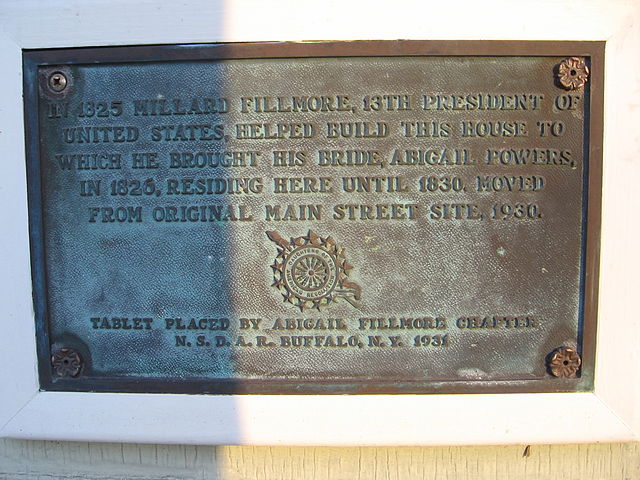 IN 1825 MILLARD FILLMORE, 13TH PRESIDENT OF
UNITED STATES, HELPED BUILD THIS HOUSE TO
WHICH HE BROUGHT HIS BRIDE, ABIGAIL POWERS,
IN 1826, RESIDING HERE UNTIL 1830. MOVED
FROM ORIGINAL MAIN STREET SITE, 1930.
TABLET PLACED BY ABIGAIL FILLMORE CHAPTER
N.S.D.A.R. BUFFALO, N.Y. 1931